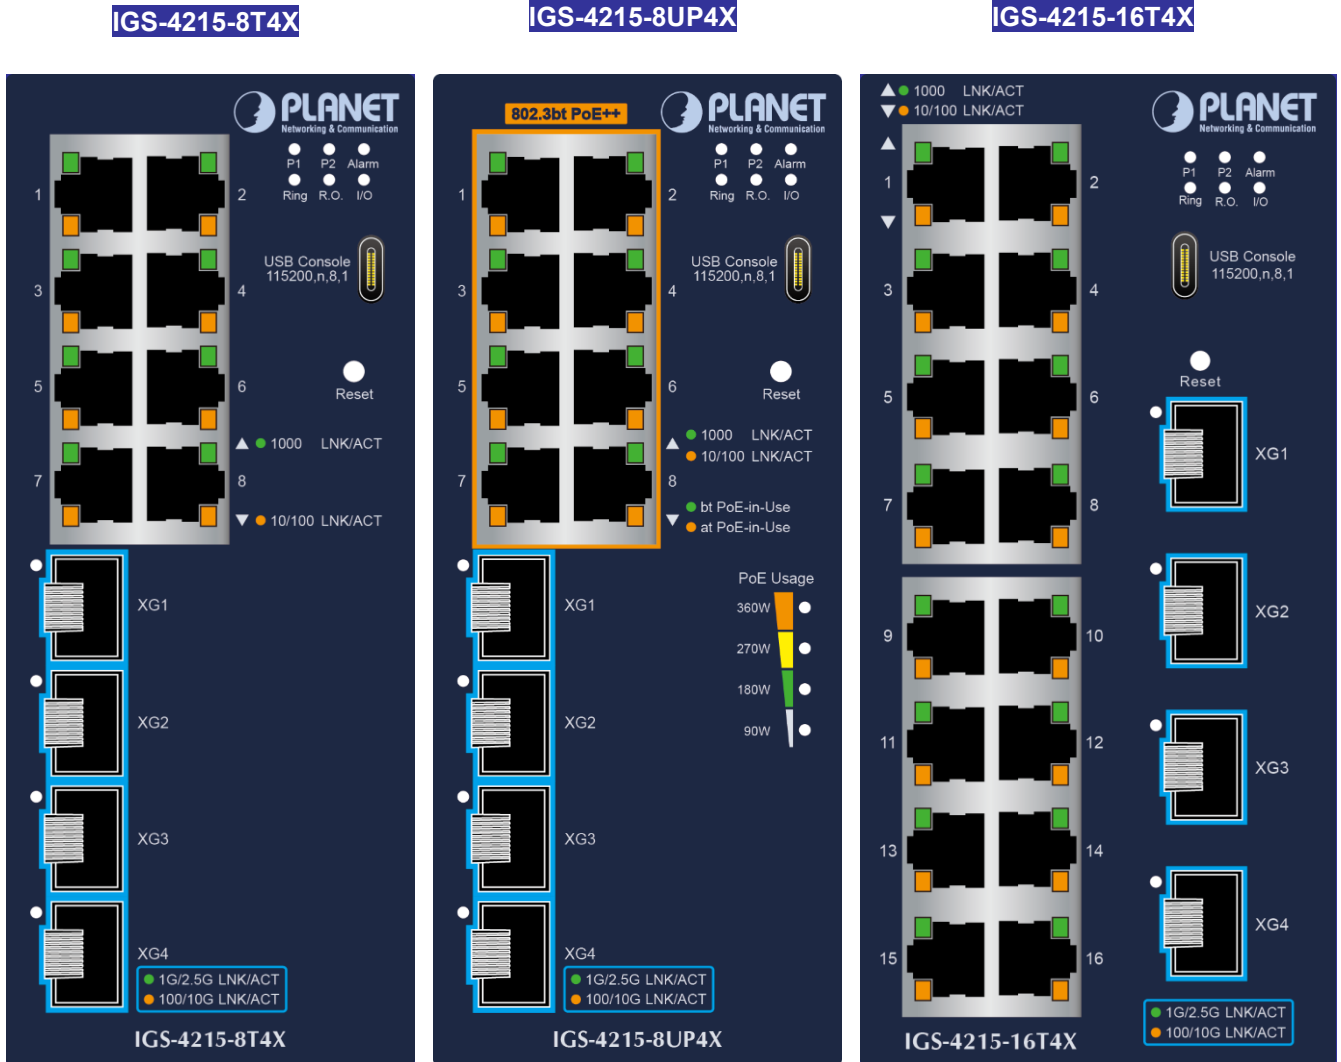 IGS-4215-8T4X
IGS-4215-8UP4X
IGS-4215-16T4X
PLANET
Networking & Communication
P1 P2 Alarm
Ring R.O. I/O
1
2
USB Console
115200,n,8,1
3
4
5
6
Reset
1000 LNK/ACT
7
8
10/100 LNK/ACT
XG1
XG2
XG3
XG4
1G/2.5G LNK/ACT
100/10G LNK/ACT
IGS-4215-8T4X
802.3bt PoE++
PLANET
Networking & Communication
P1 P2 Alarm
Ring R.O. I/O
1
2
USB Console
115200,n,8,1
3
4
5
6
Reset
1000 LNK/ACT
10/100 LNK/ACT
7
8
bt PoE-in-Use
at PoE-in-Use
PoE Usage
360W
270W
180W
90W
XG1
XG2
XG3
XG4
1G/2.5G LNK/ACT
100/10G LNK/ACT
IGS-4215-8UP4X
1000 LNK/ACT
10/100 LNK/ACT
PLANET
Networking & Communication
P1 P2 Alarm
Ring R.O. I/O
1
2
USB Console
115200,n,8,1
3
4
5
6
Reset
7
8
XG1
9
10
XG2
11
12
XG3
13
14
XG4
15
16
1G/2.5G LNK/ACT
100/10G LNK/ACT
IGS-4215-16T4X